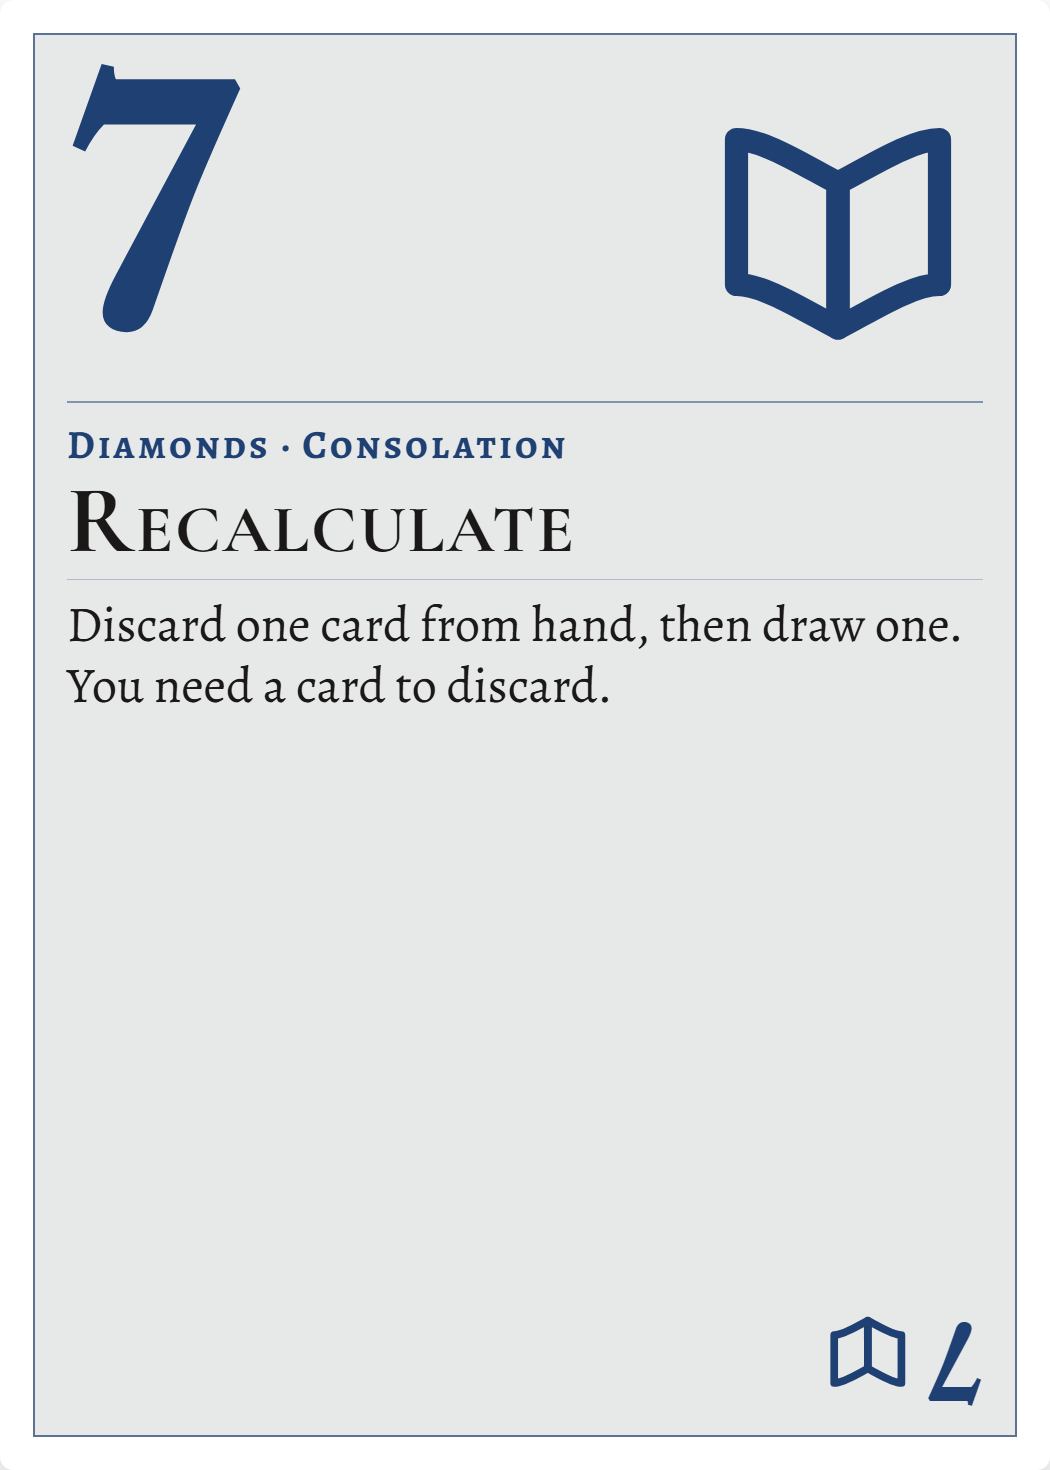 7
Diamonds · Consolation
Recalculate
Discard one card from hand, then draw one.
You need a card to discard.
7